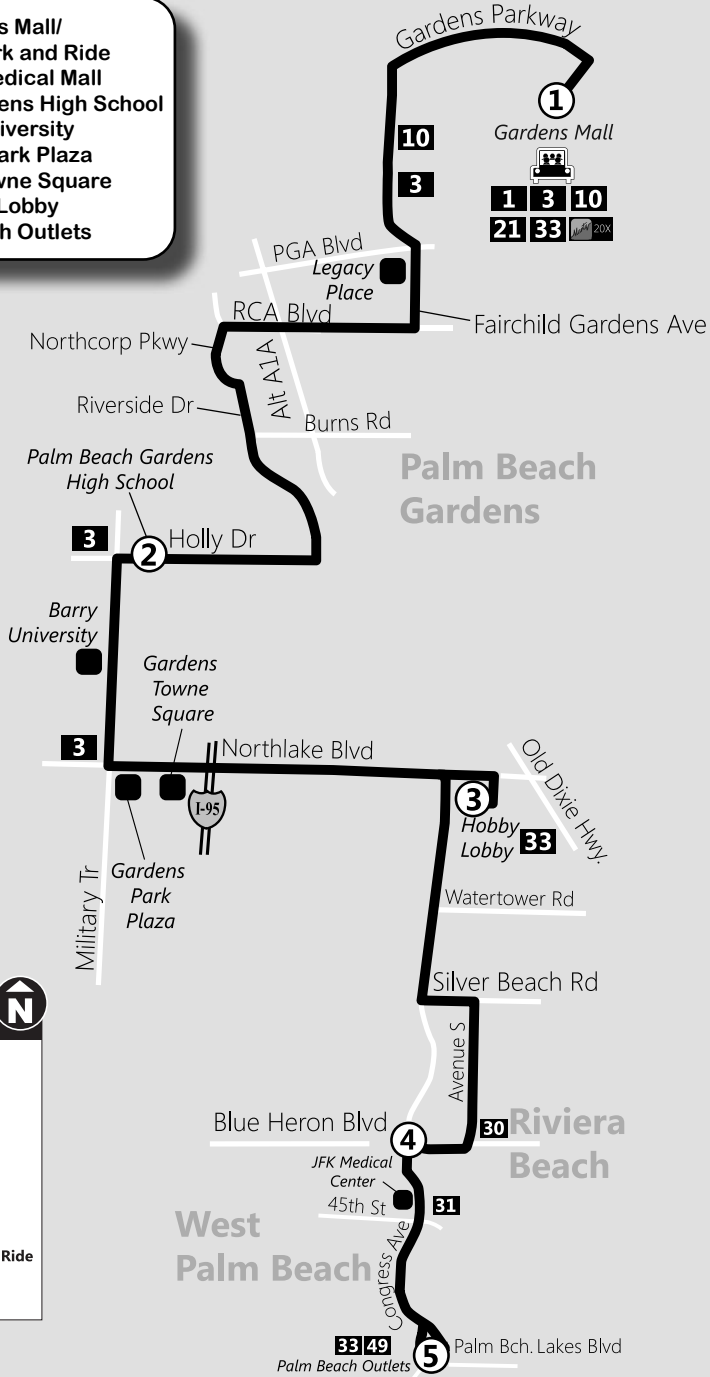 s Mall/
rk and Ride
edical Mall
ens High School
iversity
ark Plaza
wne Square
Lobby
h Outlets
Gardens Parkway
1
Gardens Mall
10
3
1 3 10
21 33 20X
PGA Blvd
Legacy
Place
RCA Blvd
Fairchild Gardens Ave
Northcorp Pkwy
Alt A1A
Riverside Dr
Burns Rd
Palm Beach Gardens
High School
Palm Beach
Gardens
3
2
Holly Dr
Barry
University
Gardens
Towne
Square
3
Northlake Blvd
Old Dixie Hwy.
I-95
3
Hobby
Lobby
33
Gardens
Park
Plaza
Military Tr
Watertower Rd
N
Silver Beach Rd
Avenue S
Blue Heron Blvd
4
30
Riviera
Beach
JFK Medical
Center
45th St
31
West
Palm Beach
Congress Ave
Ride
33 49
Palm Beach Outlets
5
Palm Bch. Lakes Blvd